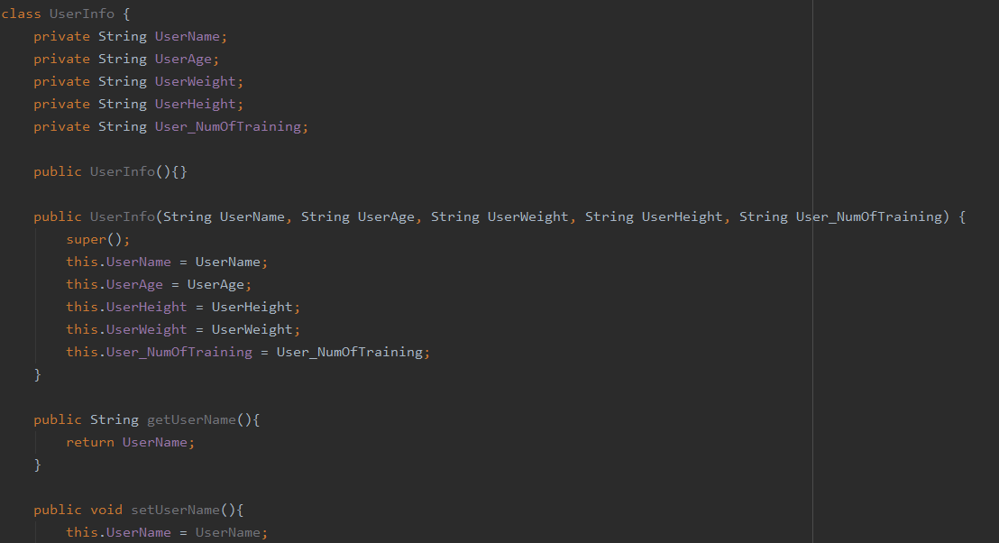 class UserInfo {
    private String UserName;
    private String UserAge;
    private String UserWeight;
    private String UserHeight;
    private String User_NumOfTraining;

    public UserInfo(){}

    public UserInfo(String UserName, String UserAge, String UserWeight, String UserHeight, String User_NumOfTraining) {
        super();
        this.UserName = UserName;
        this.UserAge = UserAge;
        this.UserHeight = UserHeight;
        this.UserWeight = UserWeight;
        this.User_NumOfTraining = User_NumOfTraining;
    }

    public String getUserName(){
        return UserName;
    }

    public void setUserName(){
        this.UserName = UserName;